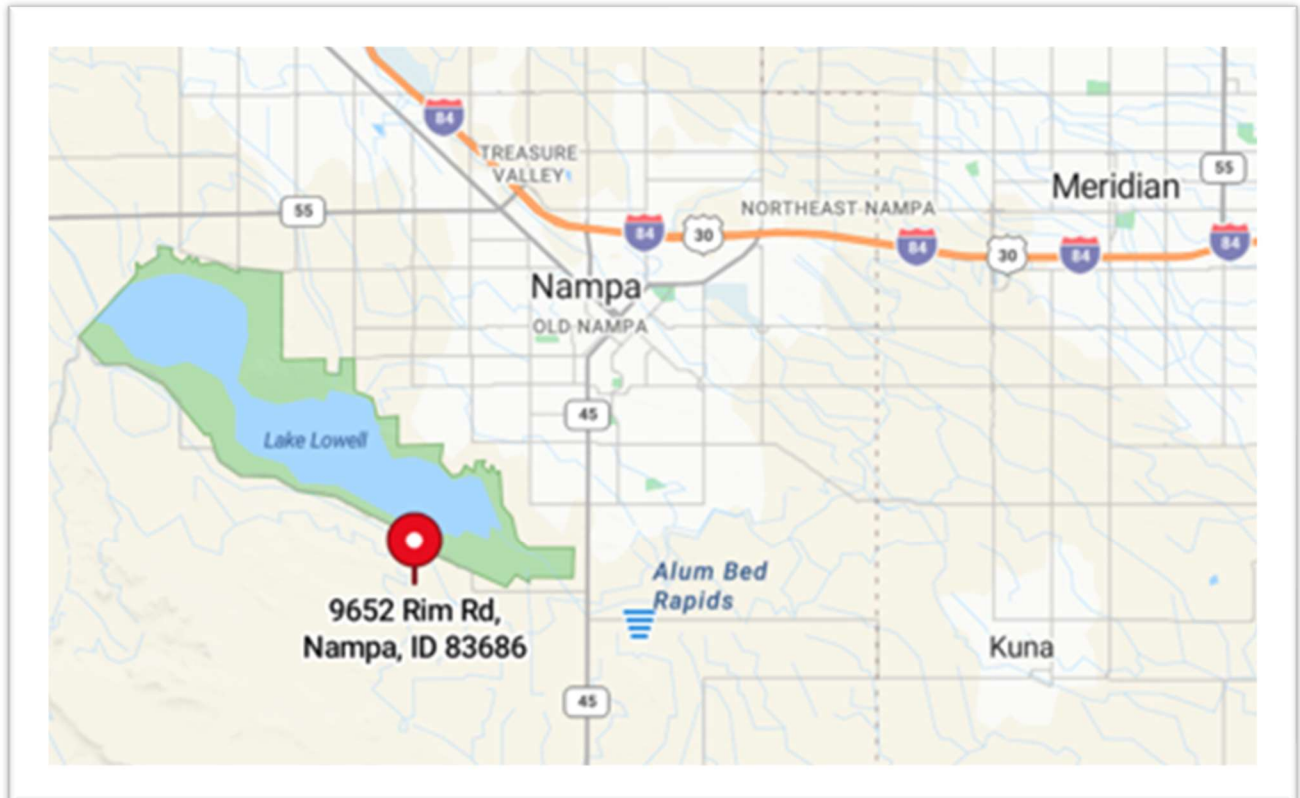 84
TREASURE
VALLEY
55
Meridian
55
NORTHEAST NAMPA
84
30
84
30
84
84
Nampa
OLD NAMPA
45
Lake Lowell
Alum Bed
Rapids
9652 Rim Rd,
Nampa, ID 83686
Kuna
45